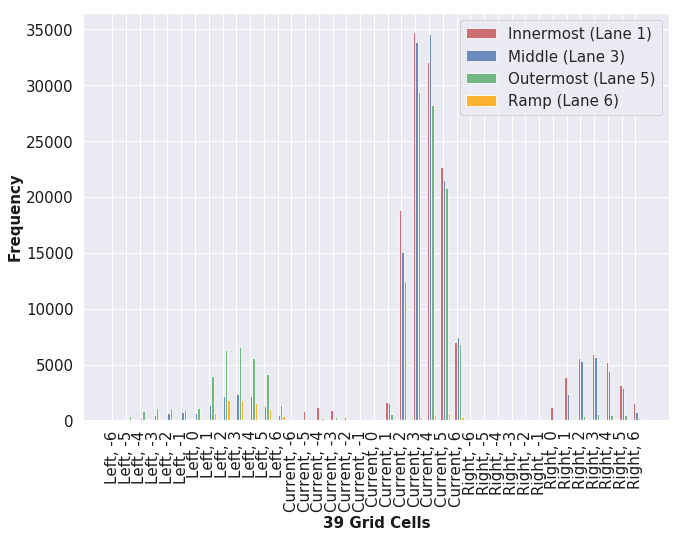 35000
30000
25000
20000
15000
10000
5000
0
Frequency
Innermost (Lane 1)
Middle (Lane 3)
Outermost (Lane 5)
Ramp (Lane 6)
Left, -6
Left, -5
Left, -4
Left, -3
Left, -2
Left, -1
Left, 0
Left, 1
Left, 2
Left, 3
Left, 4
Left, 5
Left, 6
Current, -6
Current, -5
Current, -4
Current, -3
Current, -2
Current, -1
Current, 0
Current, 1
Current, 2
Current, 3
Current, 4
Current, 5
Current, 6
Right, -6
Right, -5
Right, -4
Right, -3
Right, -2
Right, -1
Right, 0
Right, 1
Right, 2
Right, 3
Right, 4
Right, 5
Right, 6
39 Grid Cells